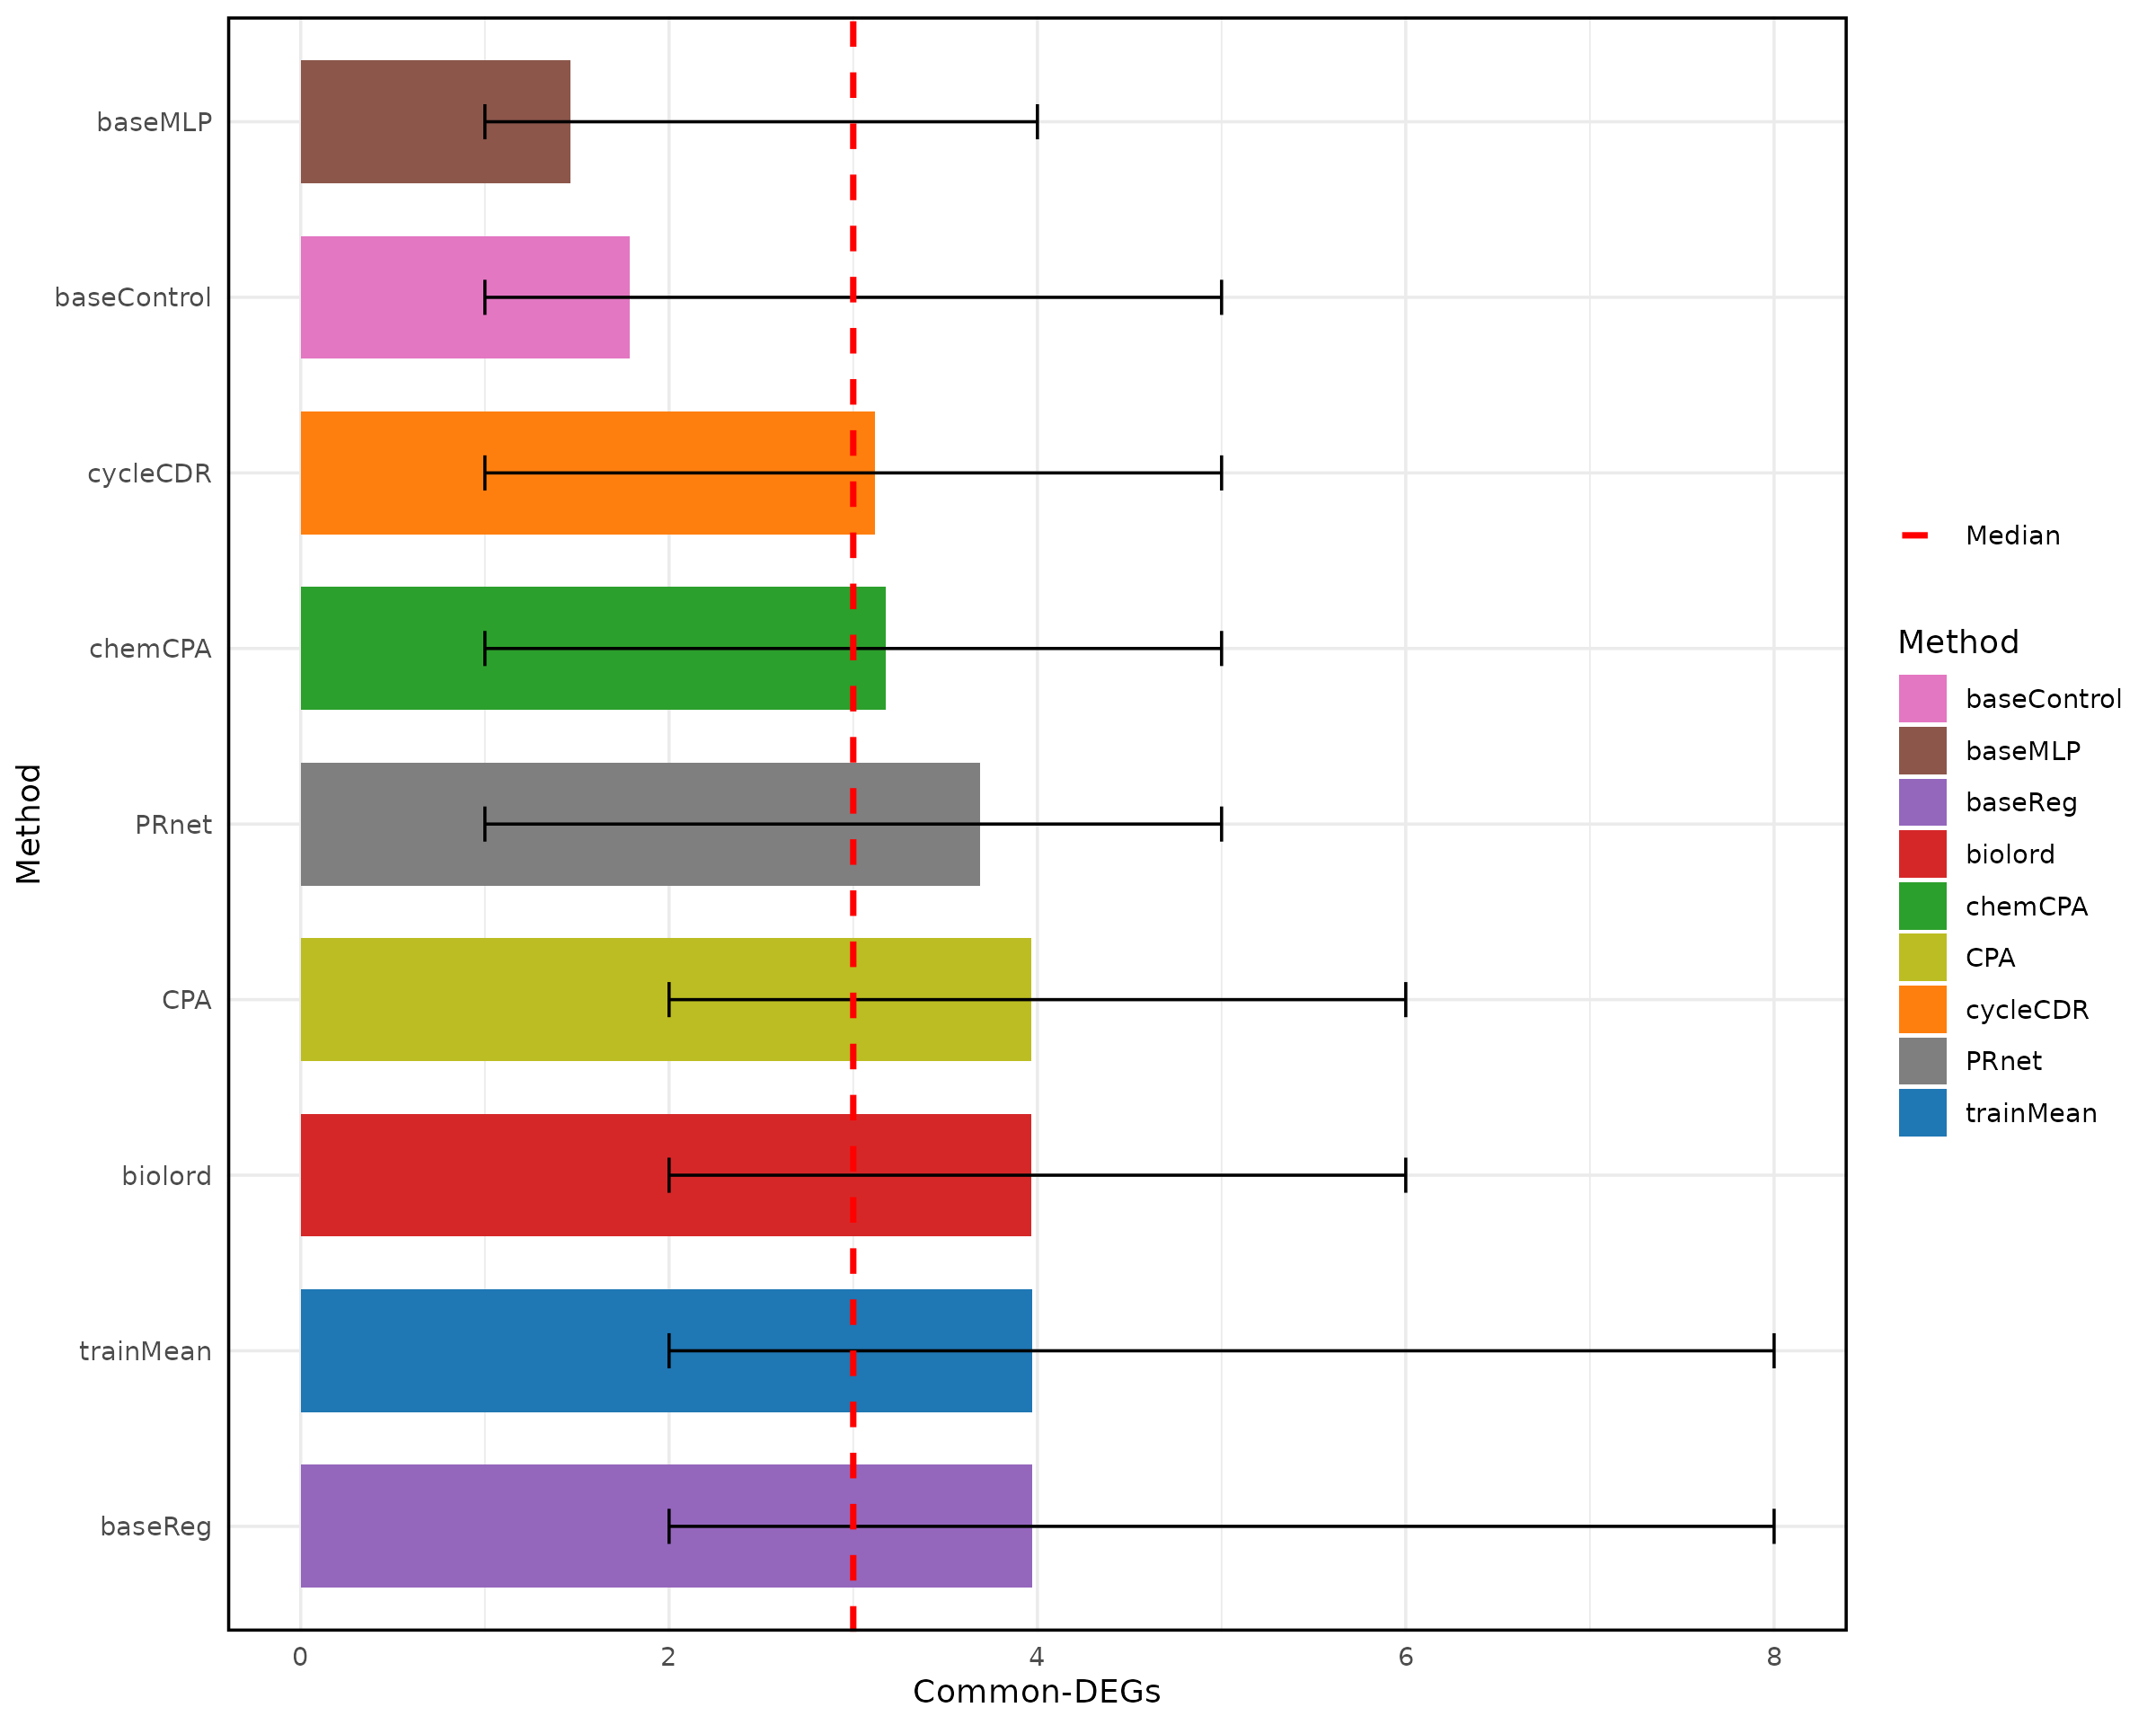 baseMLP
baseControl
cycleCDR
chemCPA
PRnet
CPA
biolord
trainMean
baseReg
Method
0 2 4 6 8
Common-DEGs
Median
Method
baseControl
baseMLP
baseReg
biolord
chemCPA
CPA
cycleCDR
PRnet
trainMean